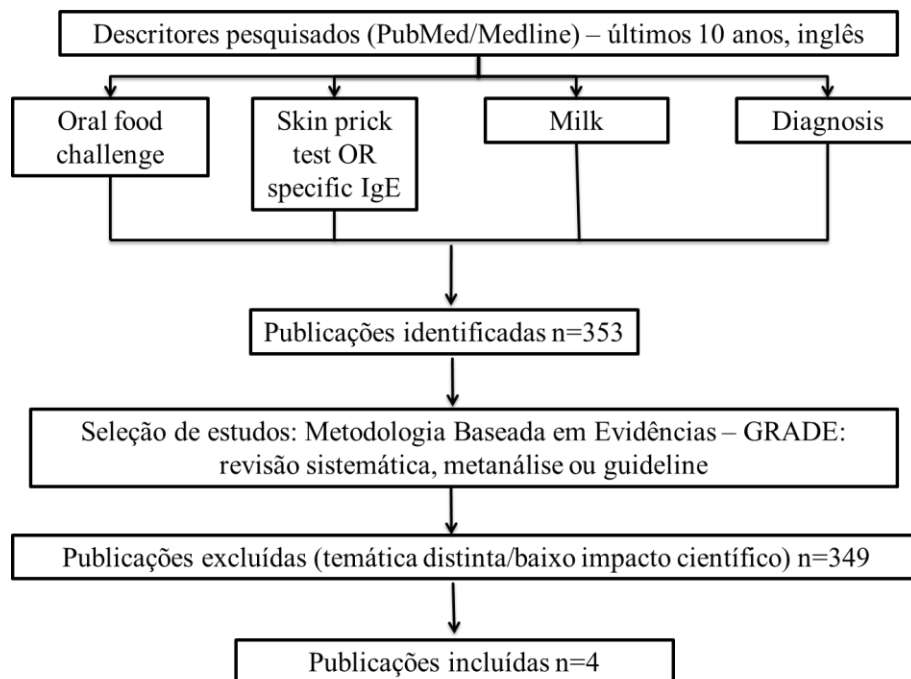 Descritores pesquisados (PubMed/Medline) – últimos 10 anos, inglês
Oral food
challenge
Skin prick
test OR
specific IgE
Milk
Diagnosis
Publicações identificadas n=353
Seleção de estudos: Metodologia Baseada em Evidências – GRADE:
revisão sistemática, metanálise ou guideline
Publicações excluídas (temática distinta/baixo impacto científico) n=349
Publicações incluídas n=4